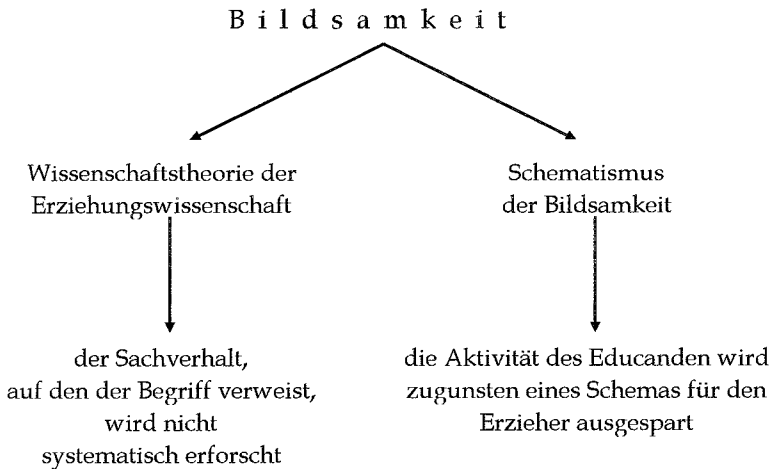 Bildsamkeit
Wissenschaftstheorie der
Erziehungswissenschaft
der Sachverhalt,
auf den der Begriff verweist,
wird nicht
systematisch erforscht
Schematismus
der Bildsamkeit
die Aktivität des Educanden wird
zugunsten eines Schemas für den
Erzieher ausgespart